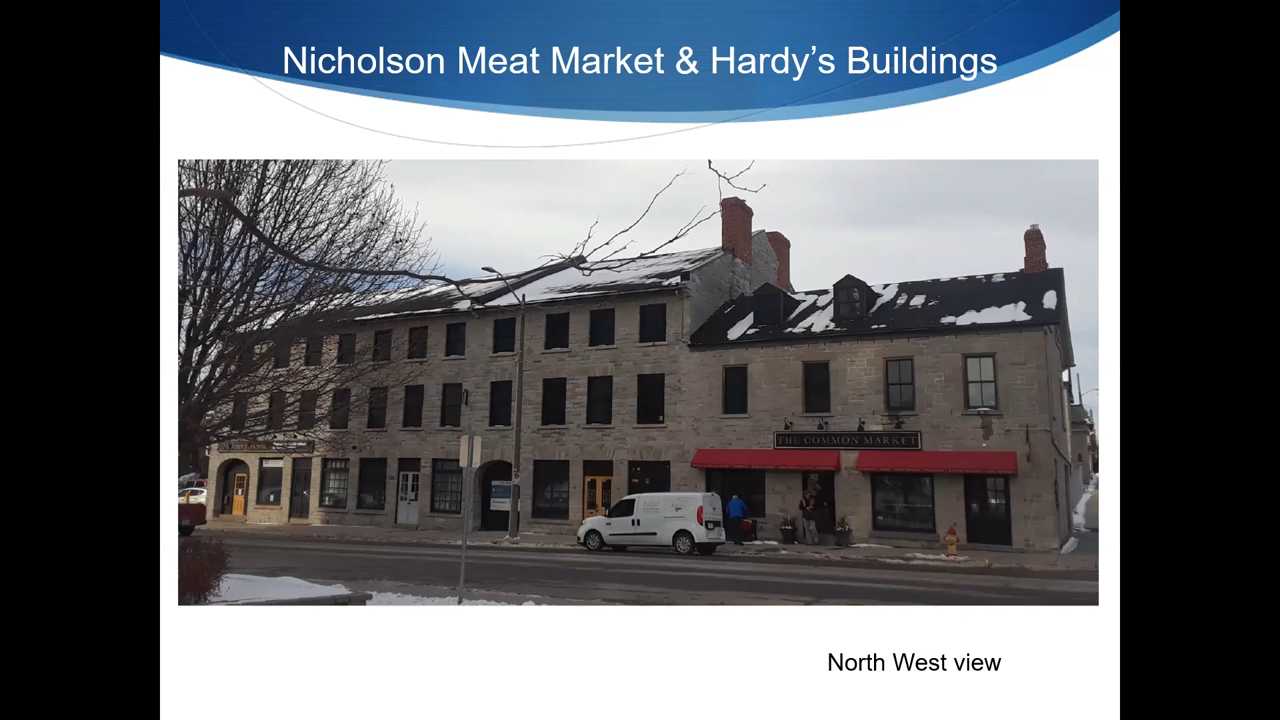 Nicholson Meat Market & Hardy’s Buildings
THE COMMON MARKET
North West view